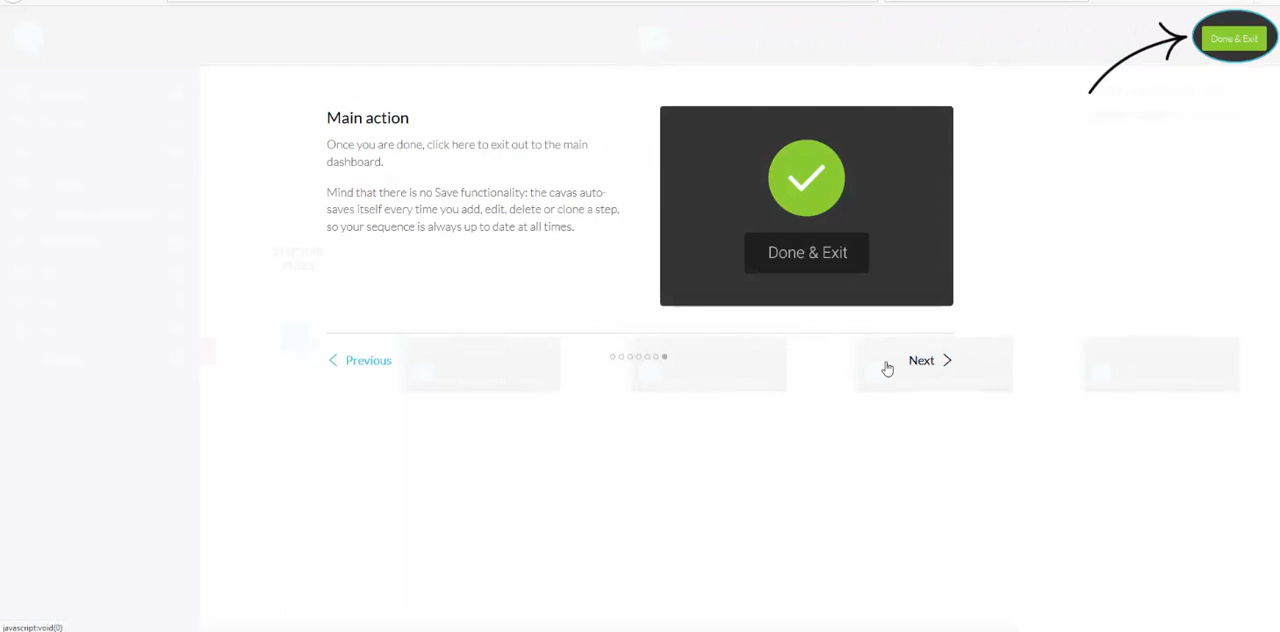 Done & Exit
Main action
Once you are done, click here to exit out to the main
dashboard.
Mind that there is no Save functionality: the cavas auto-
saves itself every time you add, edit, delete or clone a step,
so your sequence is always up to date at all times.
Done & Exit
Previous
Next
javascript:void(0)